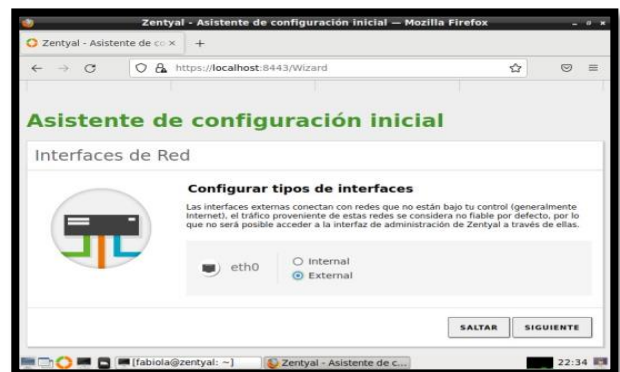 Zentyal - Asistente de configuración inicial — Mozilla Firefox
Zentyal - Asistente de co
https://localhost:8443/Wizard
Asistente de configuración inicial
Interfaces de Red
Configurar tipos de interfaces
Las interfaces externas conectan con redes que no están bajo tu control (generalmente
Internet), el tráfico proveniente de estas redes se considera no fiable por defecto, por lo
que no será posible acceder a la interfaz de administración de Zentyal a través de ellas.
eth0
Internal
External
SALTAR
SIGUIENTE
[fabiola@zentyal: ~]
Zentyal - Asistente de c...
22:34